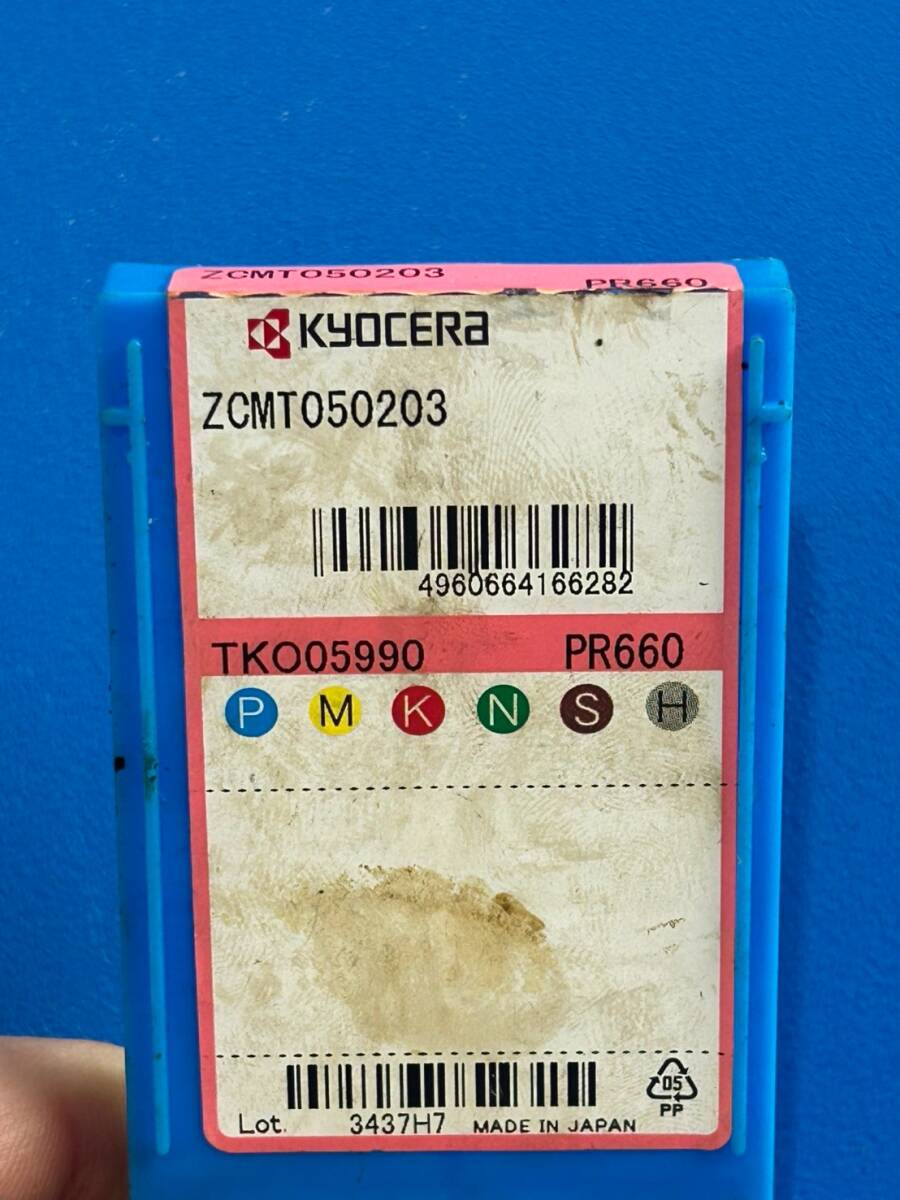 ZCMT050203 PR660
KYOCERA
ZCMT050203
4960664166282
TKO05990 PR660
P M K N S H
05
PP
Lot. 3437H7 MADE IN JAPAN